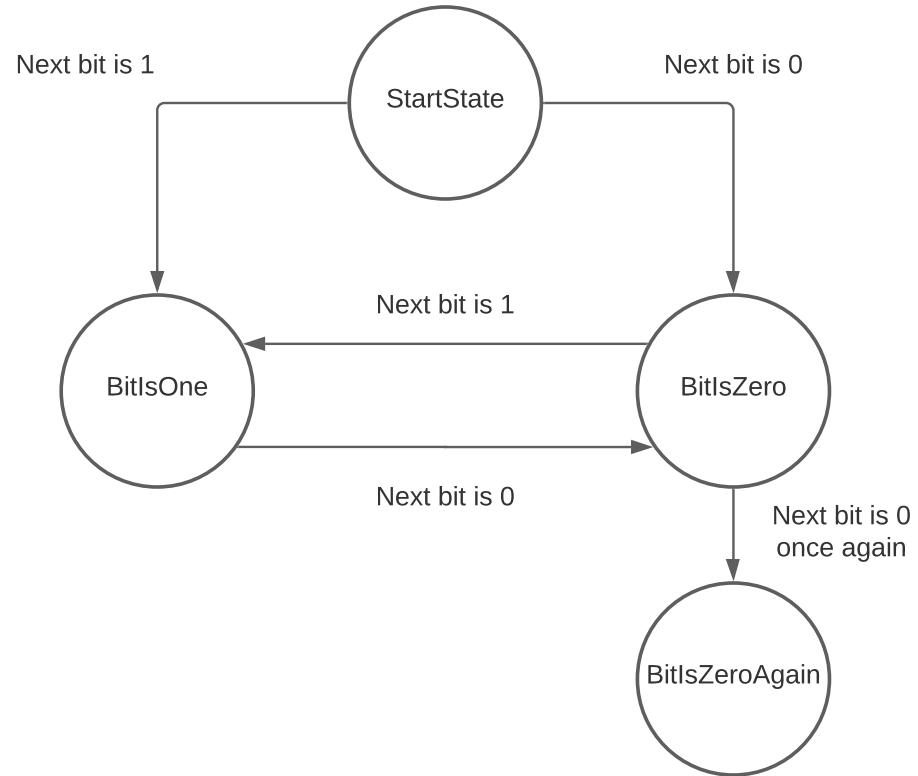 Next bit is 1
Next bit is 0
StartState
Next bit is 1
BitIsOne
BitIsZero
Next bit is 0
Next bit is 0
once again
BitIsZeroAgain